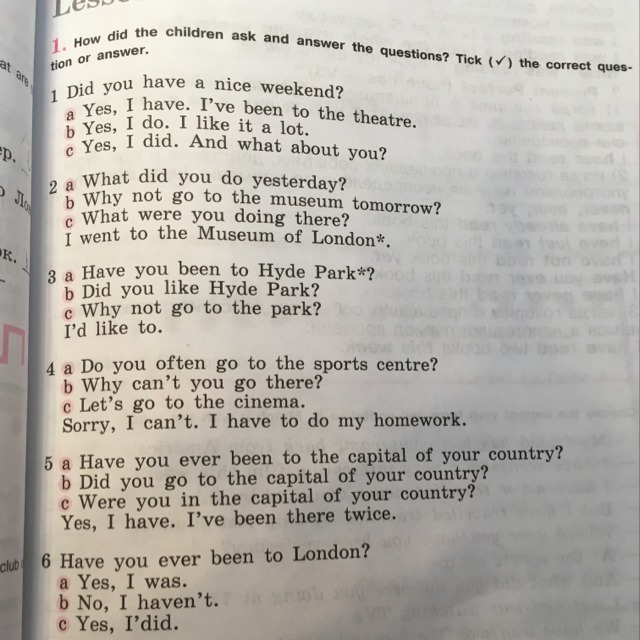 Lesso
1. How did the children ask and answer the questions? Tick (✓) the correct ques-
tion or answer.
1 Did you have a nice weekend?
a Yes, I have. I've been to the theatre.
b Yes, I do. I like it a lot.
c Yes, I did. And what about you?
2 a What did you do yesterday?
b Why not go to the museum tomorrow?
c What were you doing there?
I went to the Museum of London*.
3 a Have you been to Hyde Park*?
b Did you like Hyde Park?
c Why not go to the park?
I'd like to.
4 a Do you often go to the sports centre?
b Why can't you go there?
c Let's go to the cinema.
Sorry, I can't. I have to do my homework.
5 a Have you ever been to the capital of your country?
b Did you go to the capital of your country?
c Were you in the capital of your country?
Yes, I have. I've been there twice.
6 Have you ever been to London?
a Yes, I was.
b No, I haven't.
c Yes, I'did.
at are
club